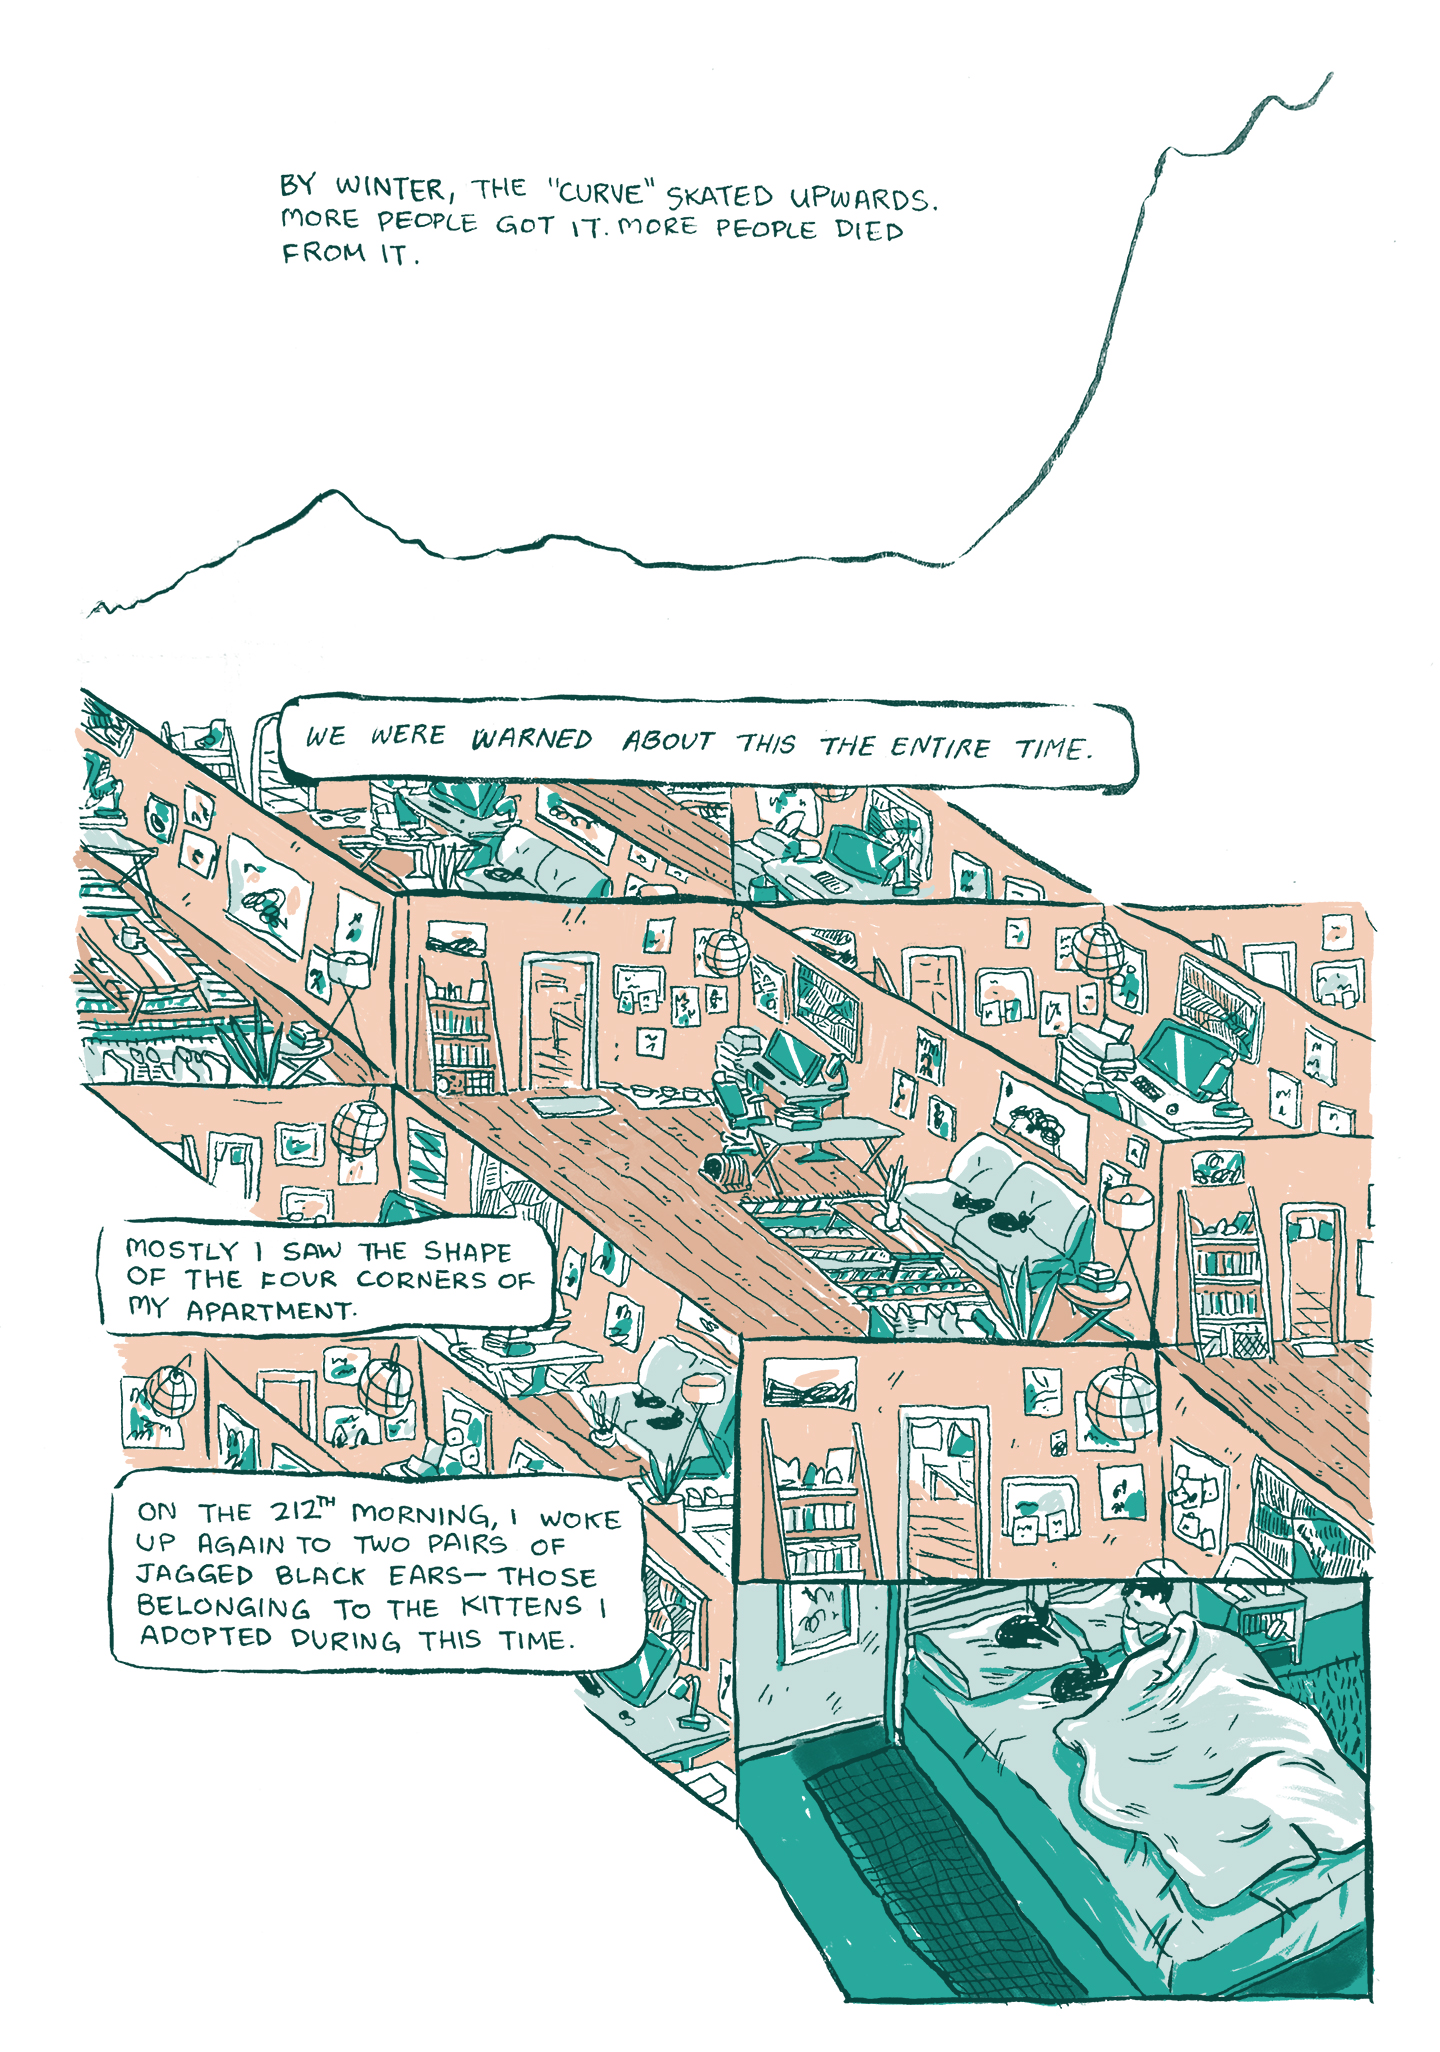 BY WINTER, THE "CURVE" SKATED UPWARDS.
MORE PEOPLE GOT IT. MORE PEOPLE DIED
FROM IT.
WE WERE WARNED ABOUT THIS THE ENTIRE TIME.
MOSTLY I SAW THE SHAPE
OF THE FOUR CORNERS OF
MY APARTMENT.
ON THE 212TH MORNING, I WOKE
UP AGAIN TO TWO PAIRS OF
JAGGED BLACK EARS—THOSE
BELONGING TO THE KITTENS I
ADOPTED DURING THIS TIME.